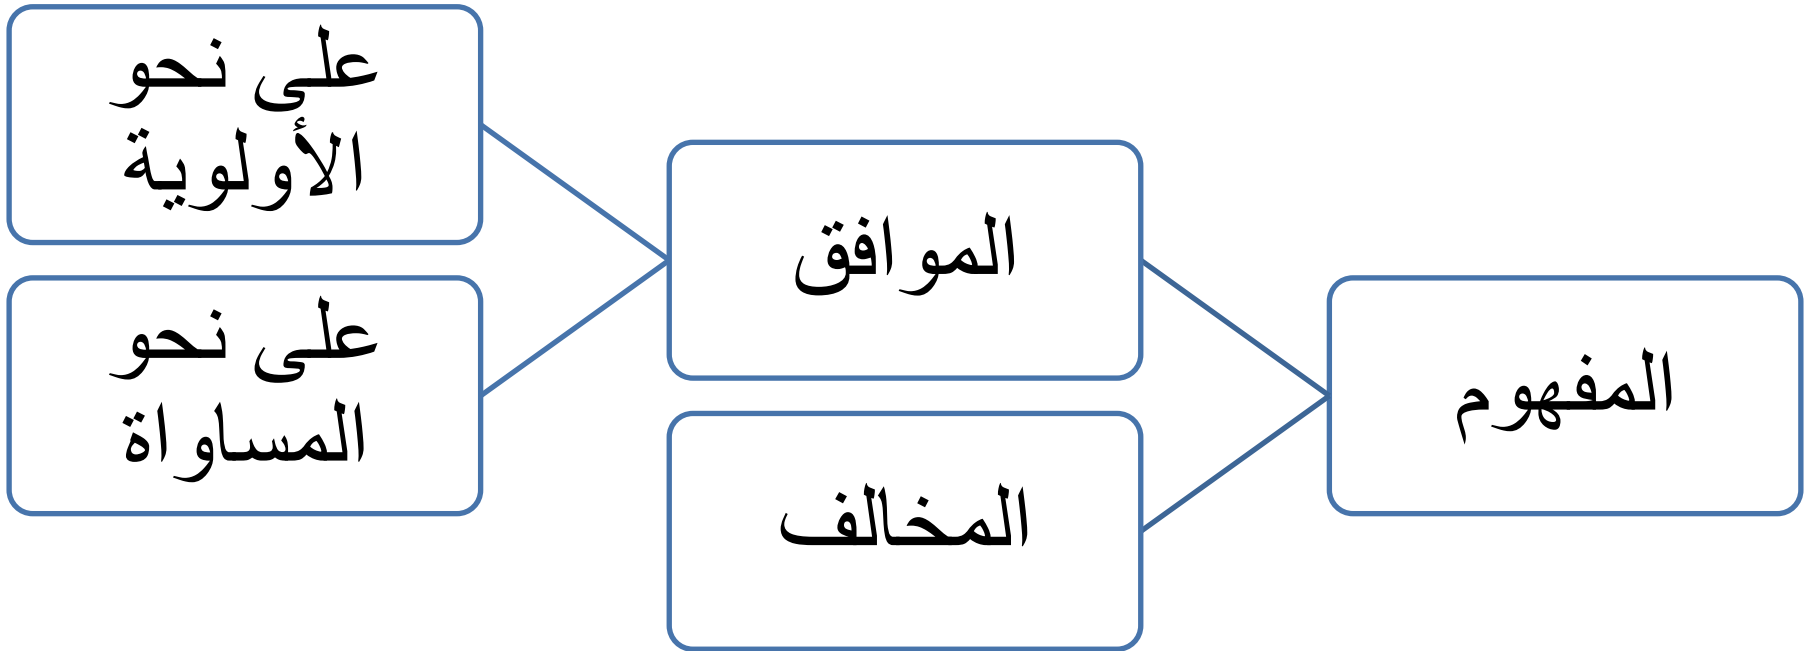 المفهوم
الموافق
على نحو
الأولوية
على نحو
المساواة
المخالف